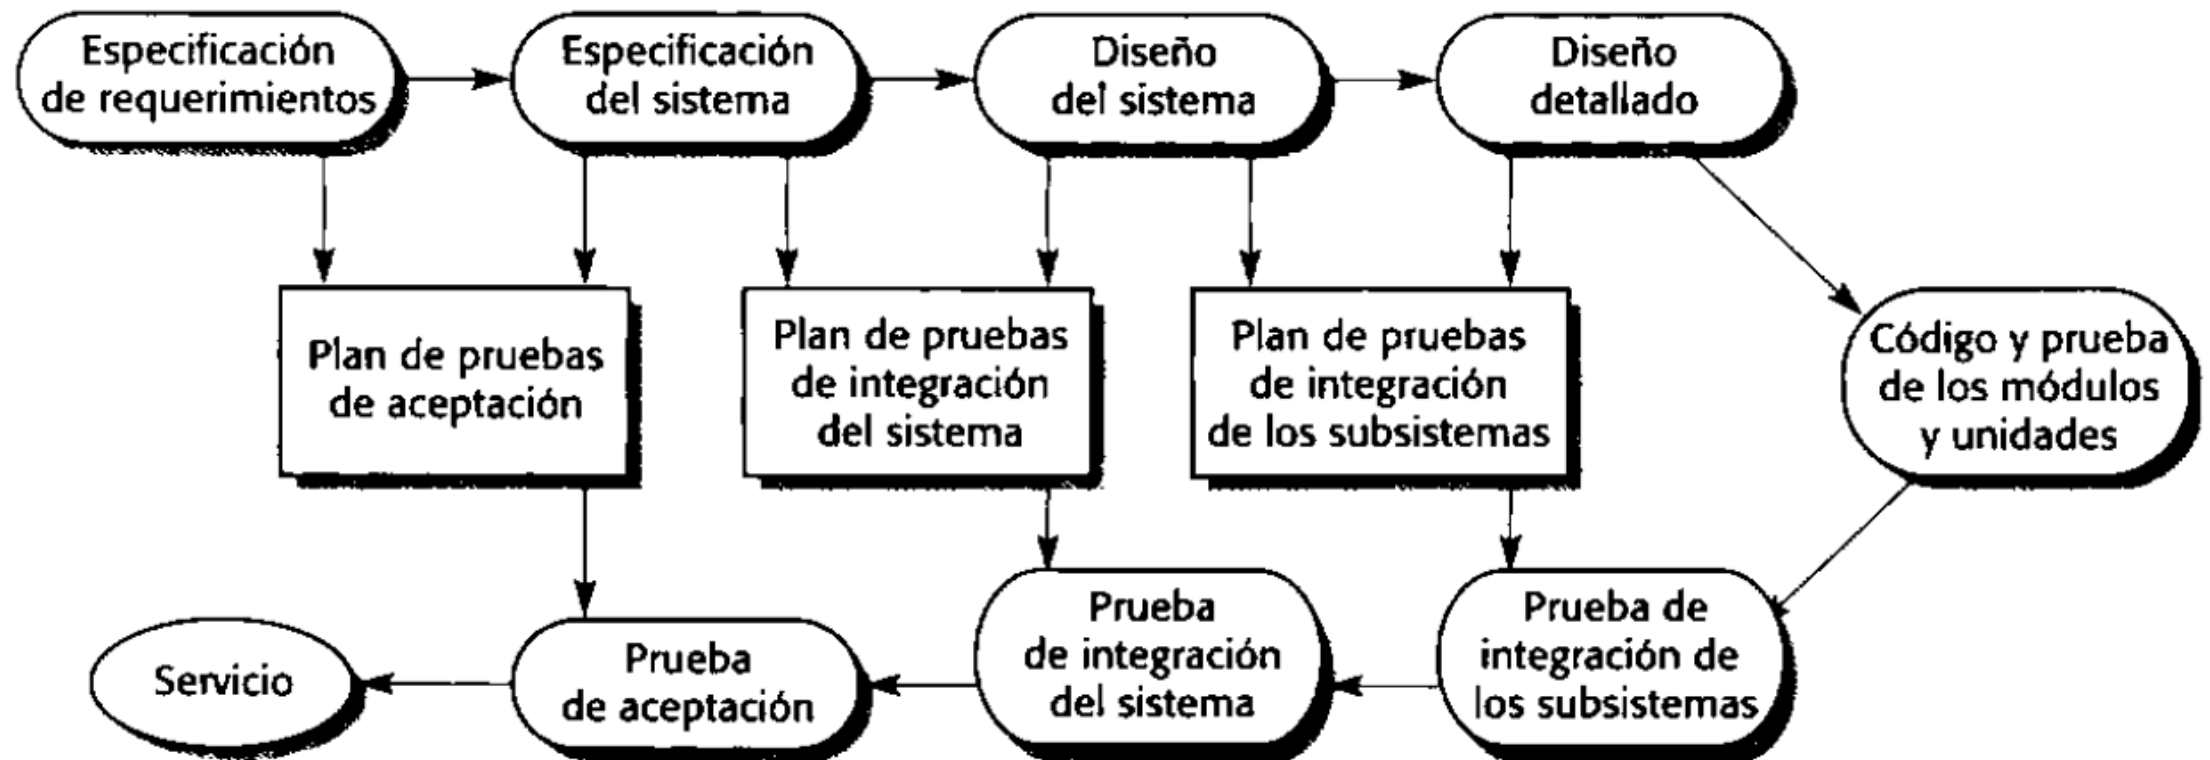 Especificación
de requerimientos
Especificación
del sistema
Diseño
del sistema
Diseño
detallado
Plan de pruebas
de aceptación
Plan de pruebas
de integración
del sistema
Plan de pruebas
de integración
de los subsistemas
Código y prueba
de los módulos
y unidades
Servicio
Prueba
de aceptación
Prueba
de integración
del sistema
Prueba de
integración de
los subsistemas